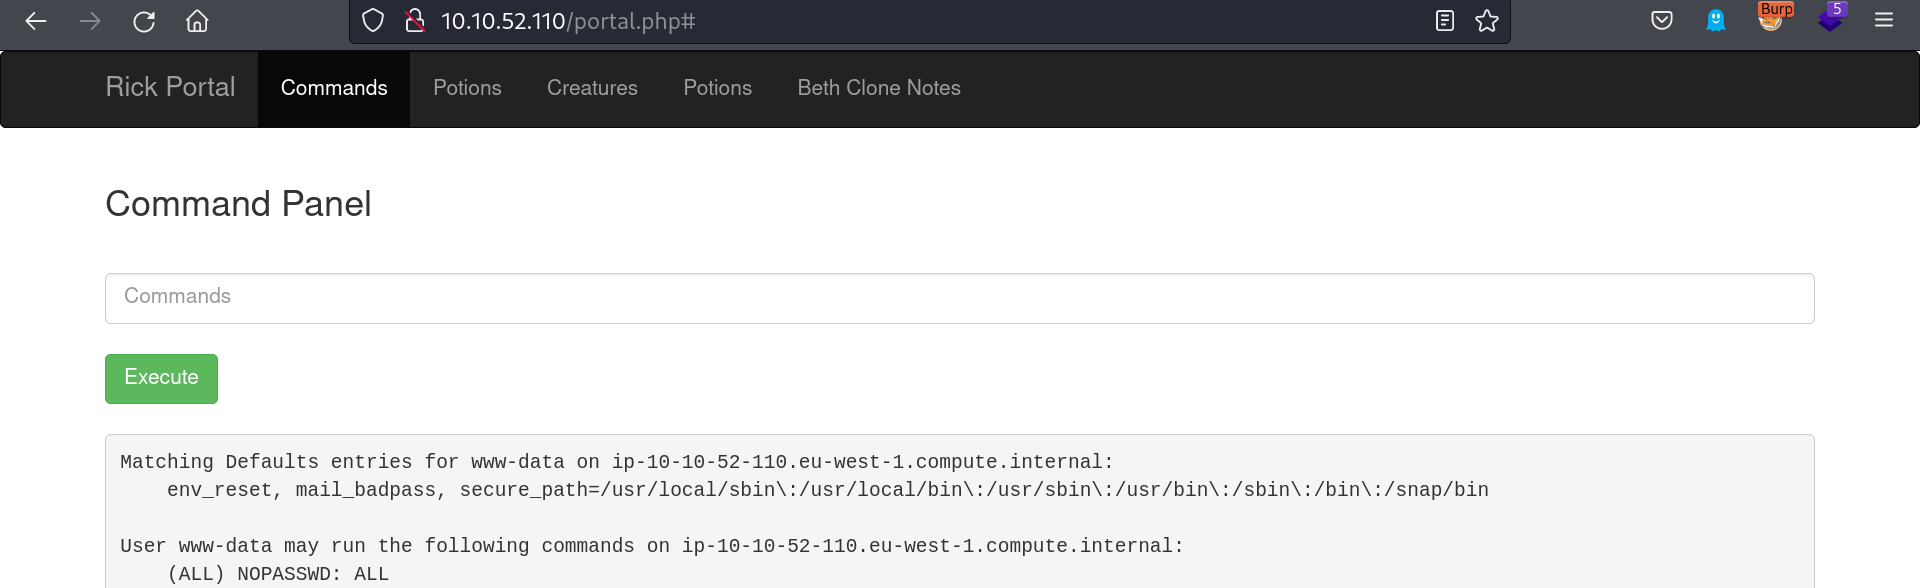 10.10.52.110/portal.php#
Burp
5
Rick Portal Commands Potions Creatures Potions Beth Clone Notes
Command Panel
Commands
Execute
Matching Defaults entries for www-data on ip-10-10-52-110.eu-west-1.compute.internal:
env_reset, mail_badpass, secure_path=/usr/local/sbin\:/usr/local/bin\:/usr/sbin\:/usr/bin\:/sbin\:/bin\:/snap/bin
User www-data may run the following commands on ip-10-10-52-110.eu-west-1.compute.internal:
(ALL) NOPASSWD: ALL